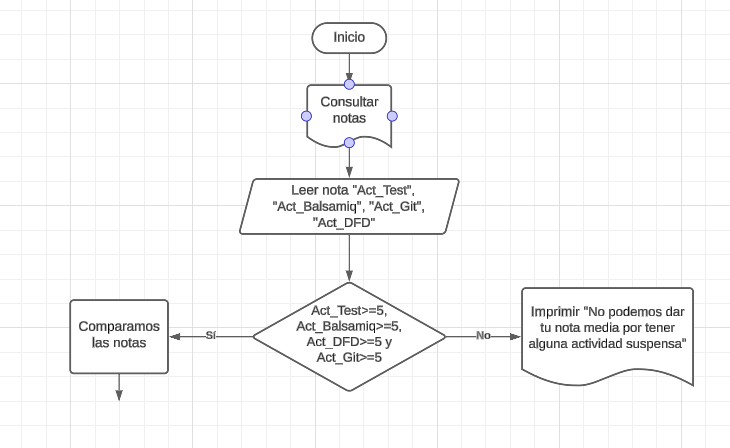 Inicio
Consultar
notas
Leer nota "Act_Test",
"Act_Balsamiq", "Act_Git",
"Act_DFD"
Act_Test>=5,
Act_Balsamiq>=5,
Act_DFD>=5 y
Act_Git>=5
Sí
No
Comparamos
las notas
Imprimir "No podemos dar
tu nota media por tener
alguna actividad suspensa"